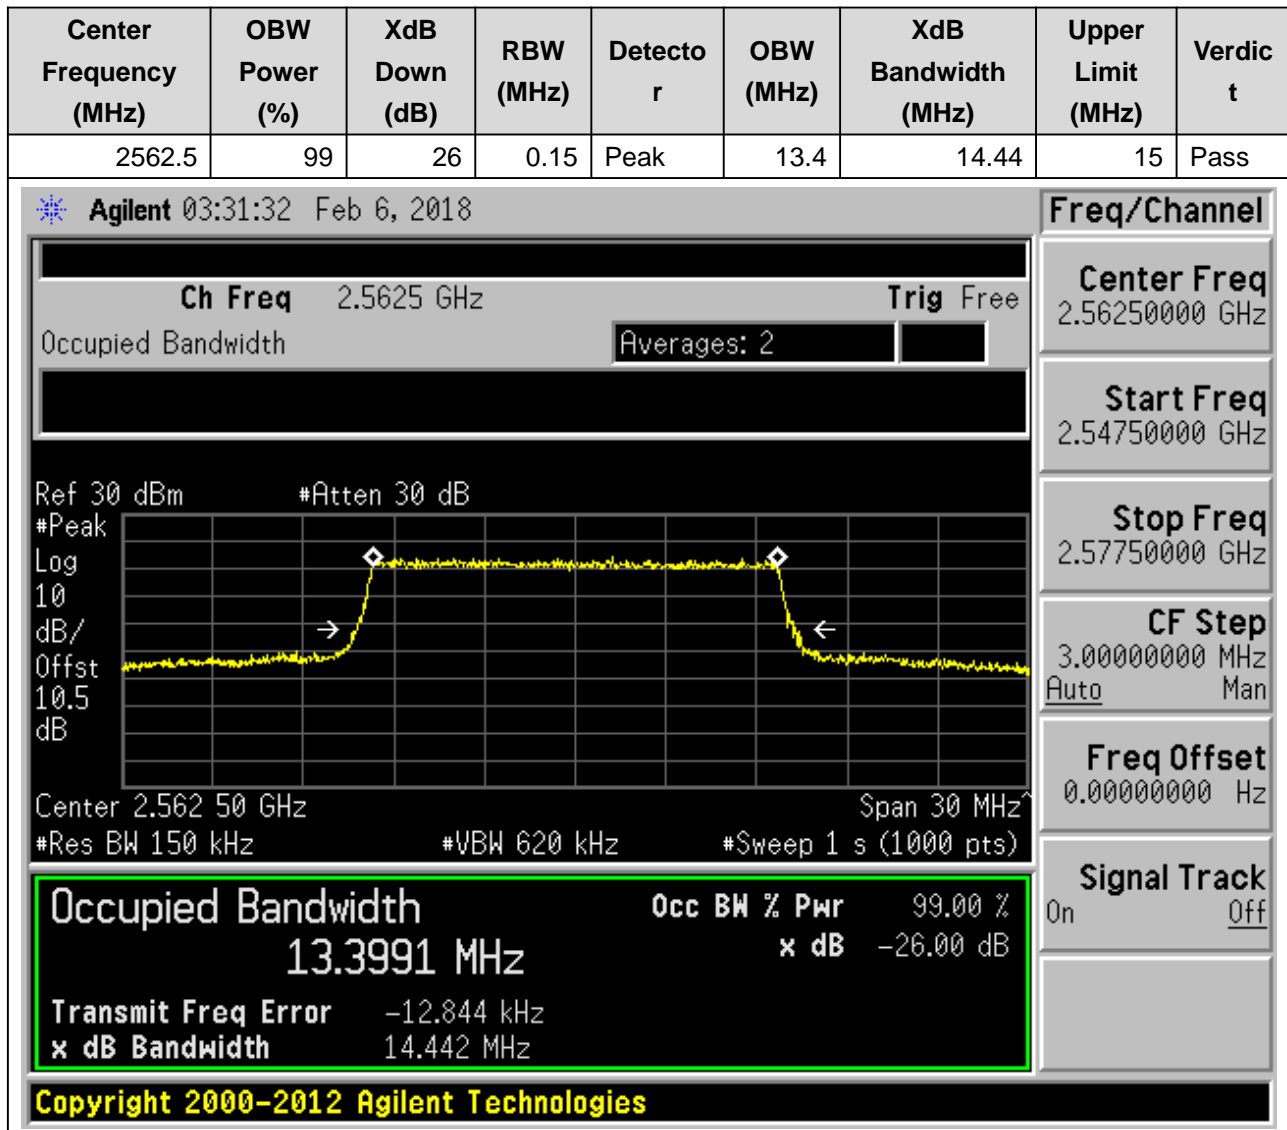 Center Frequency (MHz) OBW Power (%) XdB Down (dB) RBW (MHz) Detector OBW (MHz) XdB Bandwidth (MHz) Upper Limit (MHz) Verdict
2562.5 99 26 0.15 Peak 13.4 14.44 15 Pass
Agilent 03:31:32 Feb 6, 2018
Freq/Channel
Ch Freq 2.5625 GHz Trig Free
Occupied Bandwidth Averages: 2
Center Freq
2.56250000 GHz
Start Freq
2.54750000 GHz
Stop Freq
2.57750000 GHz
CF Step
3.00000000 MHz
Auto Man
Freq Offset
0.00000000 Hz
Signal Track
On Off
Ref 30 dBm #Atten 30 dB
#Peak
Log
10
dB/
Offst
10.5
dB
Center 2.562 50 GHz Span 30 MHz^
#Res BW 150 kHz #VBW 620 kHz #Sweep 1 s (1000 pts)
Occupied Bandwidth Occ BW % Pwr 99.00 %
13.3991 MHz x dB -26.00 dB
Transmit Freq Error -12.844 kHz
x dB Bandwidth 14.442 MHz
Copyright 2000-2012 Agilent Technologies